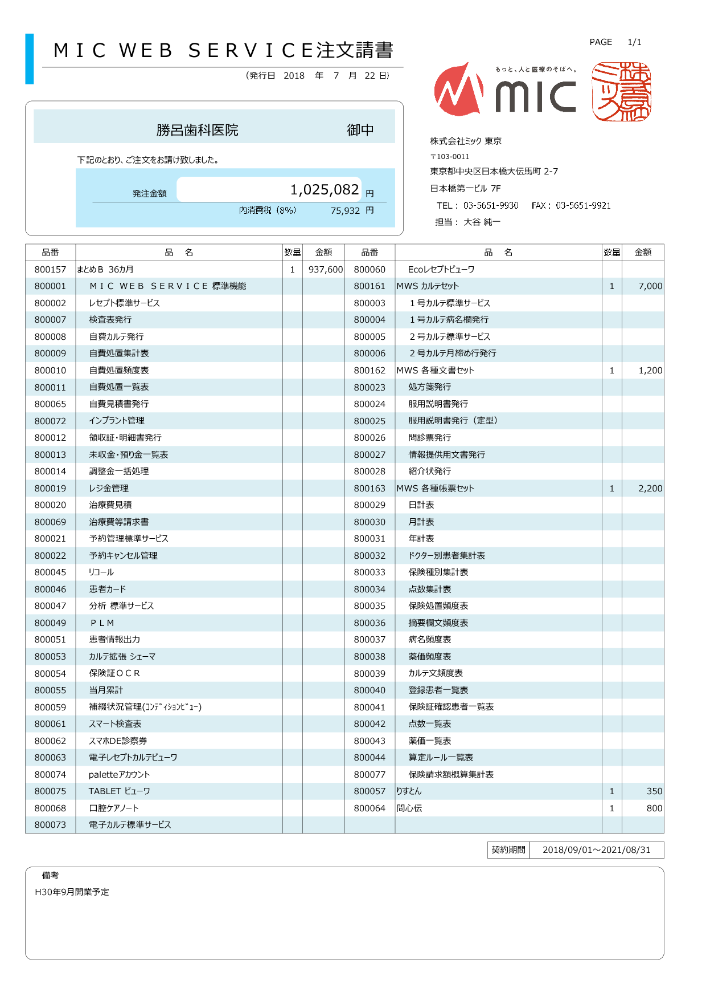 ＭＩＣ ＷＥＢ ＳＥＲＶＩＣＥ注文請書
（発行日 2018 年 7 月 22 日）
PAGE 1/1
もっと、人と医療のそばへ。
mic
株式会社ミック
勝呂歯科医院 御中
下記のとおり、ご注文をお請け致しました。
発注金額 1,025,082 円
内消費税（8%） 75,932 円
株式会社ミック 東京
〒103-0011
東京都中央区日本橋大伝馬町 2-7
日本橋第一ビル 7F
TEL： 03-5651-9930 FAX： 03-5651-9921
担当： 大谷 純一
品番 品 名 数量 金額 品番 品 名 数量 金額
800157 まとめＢ 36カ月 1 937,600 800060 Ecoレセプトビューワ
800001 ＭＩＣ ＷＥＢ ＳＥＲＶＩＣＥ 標準機能 800161 MWS カルテセット 1 7,000
800002 レセプト標準サービス 800003 １号カルテ標準サービス
800007 検査表発行 800004 １号カルテ病名欄発行
800008 自費カルテ発行 800005 ２号カルテ標準サービス
800009 自費処置集計表 800006 ２号カルテ月締め行発行
800010 自費処置頻度表 800162 MWS 各種文書セット 1 1,200
800011 自費処置一覧表 800023 処方箋発行
800065 自費見積書発行 800024 服用説明書発行
800072 インプラント管理 800025 服用説明書発行（定型）
800012 領収証・明細書発行 800026 問診票発行
800013 未収金・預り金一覧表 800027 情報提供用文書発行
800014 調整金一括処理 800028 紹介状発行
800019 レジ金管理 800163 MWS 各種帳票セット 1 2,200
800020 治療費見積 800029 日計表
800069 治療費等請求書 800030 月計表
800021 予約管理標準サービス 800031 年計表
800022 予約キャンセル管理 800032 ドクター別患者集計表
800045 リコール 800033 保険種別集計表
800046 患者カード 800034 点数集計表
800047 分析 標準サービス 800035 保険処置頻度表
800049 ＰＬＭ 800036 摘要欄文頻度表
800051 患者情報出力 800037 病名頻度表
800053 カルテ拡張 シェーマ 800038 薬価頻度表
800054 保険証ＯＣＲ 800039 カルテ文頻度表
800055 当月累計 800040 登録患者一覧表
800059 補綴状況管理(ｺﾝﾃﾞｨｼｮﾝﾋﾞｭｰ) 800041 保険証確認患者一覧表
800061 スマート検査表 800042 点数一覧表
800062 スマホDE診察券 800043 薬価一覧表
800063 電子レセプトカルテビューワ 800044 算定ルール一覧表
800074 paletteアカウント 800077 保険請求額概算集計表
800075 TABLET ビューワ 800057 りすとん 1 350
800068 口腔ケアノート 800064 問心伝 1 800
800073 電子カルテ標準サービス
契約期間 2018/09/01～2021/08/31
備考
H30年9月開業予定